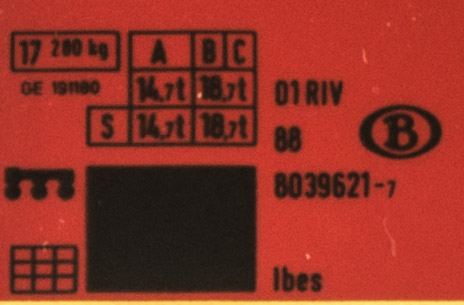 17 280 kg
A B C
GE 191180
14,7t 18,7t
S 14,7t 18,7t
01 RIV
88
B
8039621-7
Ibes